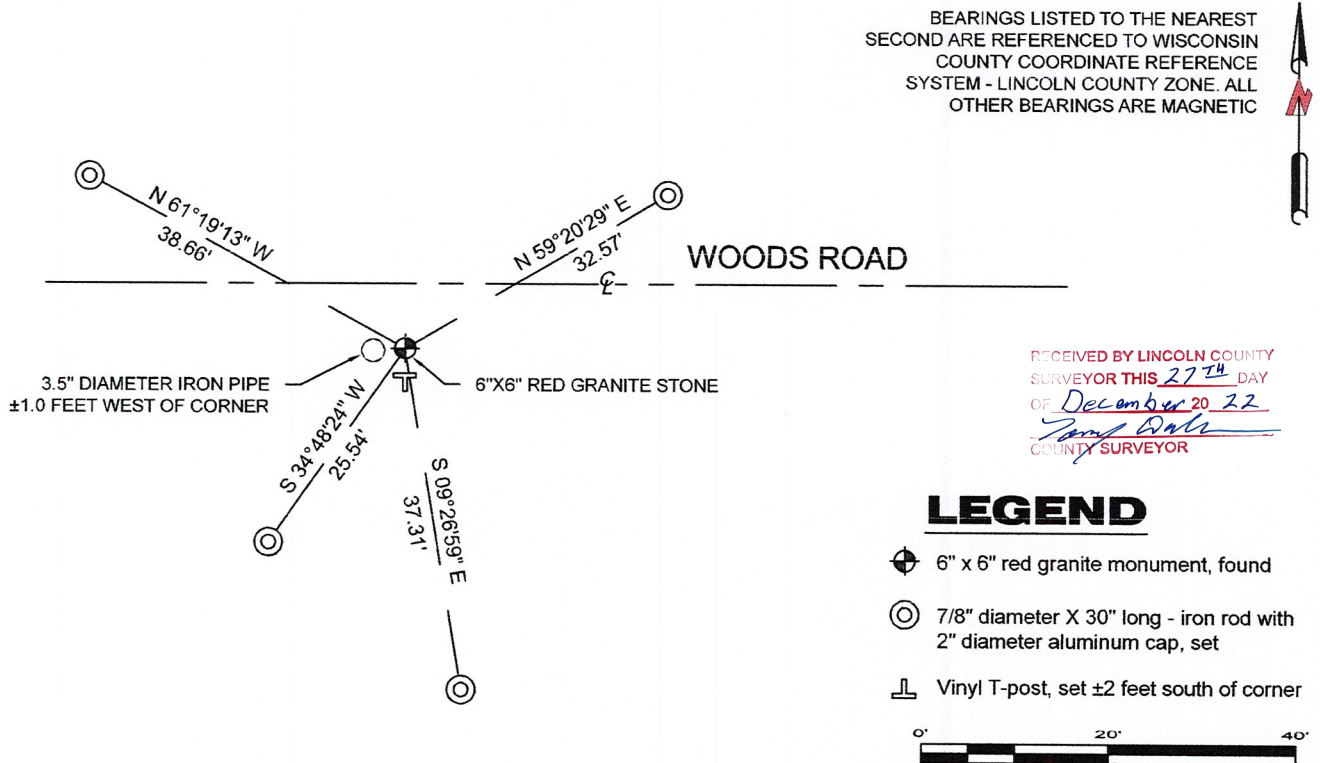 BEARINGS LISTED TO THE NEAREST
SECOND ARE REFERENCED TO WISCONSIN
COUNTY COORDINATE REFERENCE
SYSTEM - LINCOLN COUNTY ZONE. ALL
OTHER BEARINGS ARE MAGNETIC
N
N 61°19'13" W
38.66'
N 59°20'29" E
32.57'
WOODS ROAD
℄
3.5" DIAMETER IRON PIPE
±1.0 FEET WEST OF CORNER
6"X6" RED GRANITE STONE
S 34°48'24" W
25.54'
S 09°26'59" E
37.31'
RECEIVED BY LINCOLN COUNTY
SURVEYOR THIS 27TH DAY
OF December 20 22
COUNTY SURVEYOR
LEGEND
6" x 6" red granite monument, found
7/8" diameter X 30" long - iron rod with
2" diameter aluminum cap, set
Vinyl T-post, set ±2 feet south of corner
0' 20' 40'